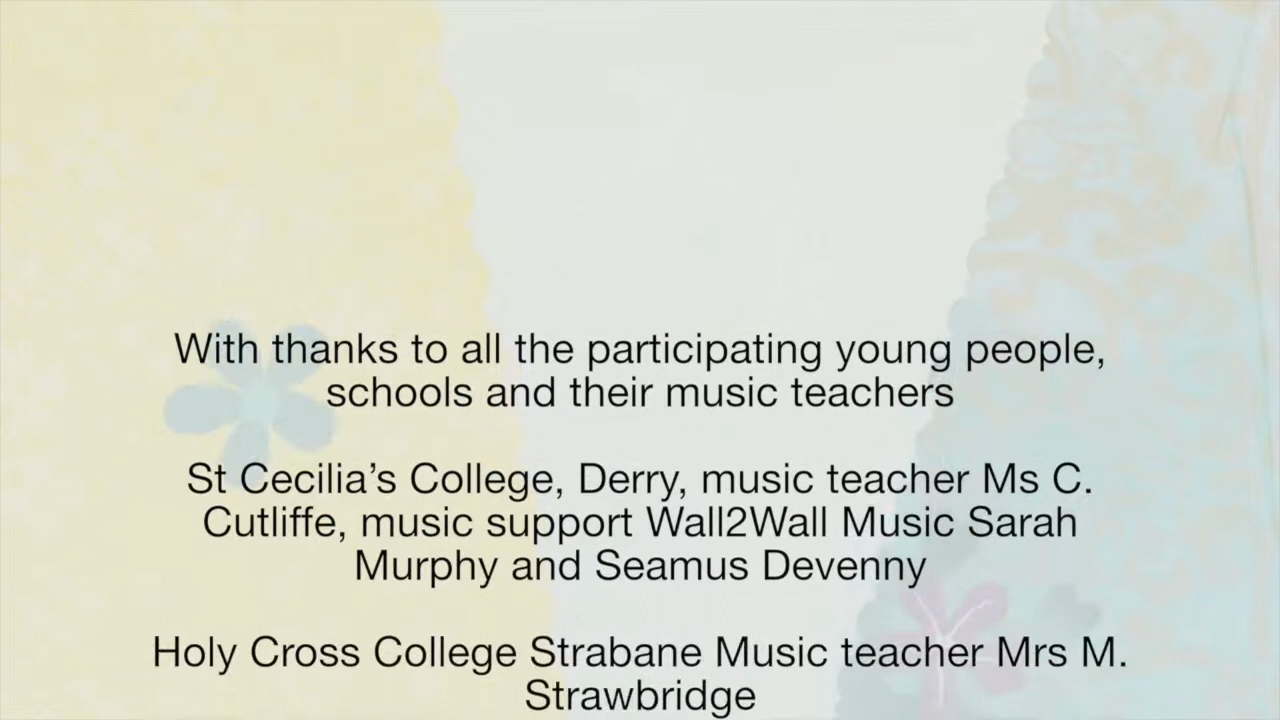 With thanks to all the participating young people,
schools and their music teachers
St Cecilia’s College, Derry, music teacher Ms C.
Cutliffe, music support Wall2Wall Music Sarah
Murphy and Seamus Devenny
Holy Cross College Strabane Music teacher Mrs M.
Strawbridge